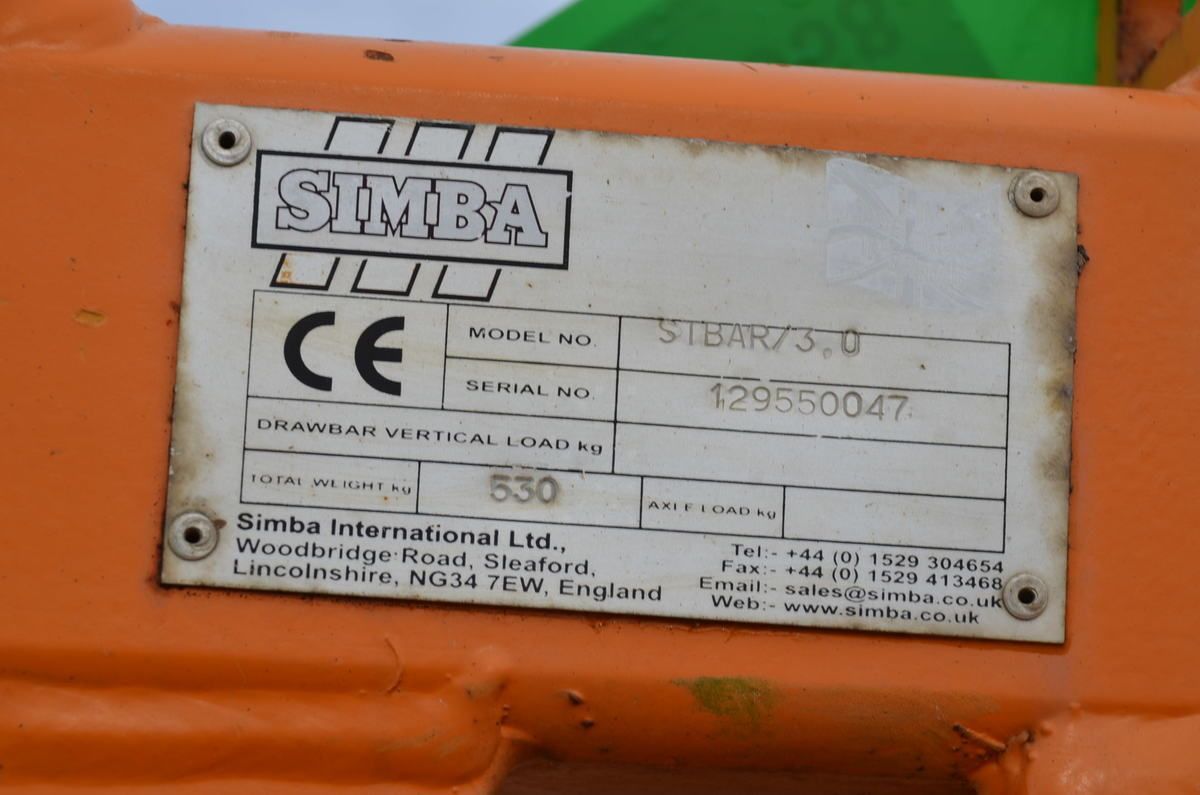 28
SIMBA
CE
MODEL NO. STBAR/3.0
SERIAL NO. 129550047
DRAWBAR VERTICAL LOAD kg
TOTAL WEIGHT kg 530 AXLE LOAD kg
Simba International Ltd.,
Woodbridge Road, Sleaford,
Lincolnshire, NG34 7EW, England
Tel:- +44 (0) 1529 304654
Fax:- +44 (0) 1529 413468
Email:- sales@simba.co.uk
Web:- www.simba.co.uk